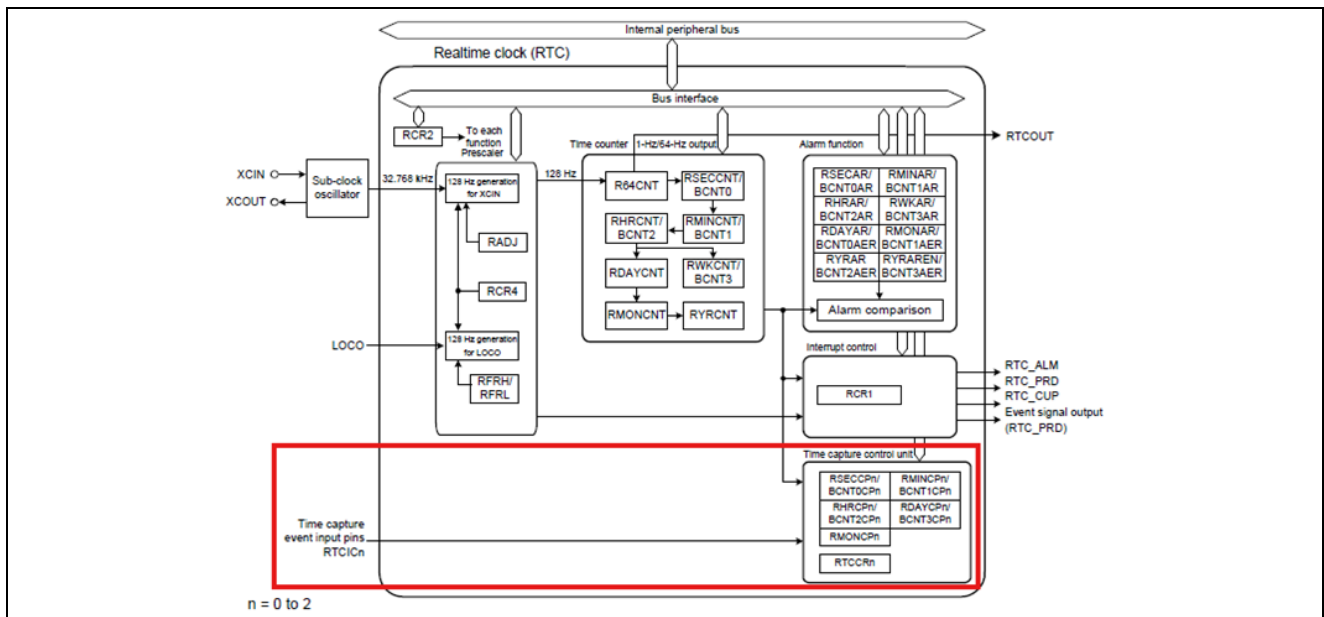 Internal peripheral bus
Realtime clock (RTC)
Bus interface
RCR2
To each
function
Prescaler
Time counter
1-Hz/64-Hz output
Alarm function
RTCOUT
XCIN
XCOUT
Sub-clock
oscillator
32.768 kHz
128 Hz generation
for XCIN
128 Hz
R64CNT
RSECCNT/
BCNT0
RHRCNT/
BCNT2
RMINCNT/
BCNT1
RADJ
RDAYCNT
RWKCNT/
BCNT3
RCR4
RMONCNT
RYRCNT
RSECAR/
BCNT0AR
RMINAR/
BCNT1AR
RHRAR/
BCNT2AR
RWKAR/
BCNT3AR
RDAYAR/
BCNT0AER
RMONAR/
BCNT1AER
RYRAR
BCNT2AER
RYRAREN/
BCNT3AER
Alarm comparison
LOCO
128 Hz generation
for LOCO
RFRH/
RFRL
Interrupt control
RCR1
RTC_ALM
RTC_PRD
RTC_CUP
Event signal output
(RTC_PRD)
Time capture control unit
RSECCPn/
BCNT0CPn
RMINCPn/
BCNT1CPn
RHRCPn/
BCNT2CPn
RDAYCPn/
BCNT3CPn
RMONCPn
RTCCRn
Time capture
event input pins
RTCICn
n = 0 to 2